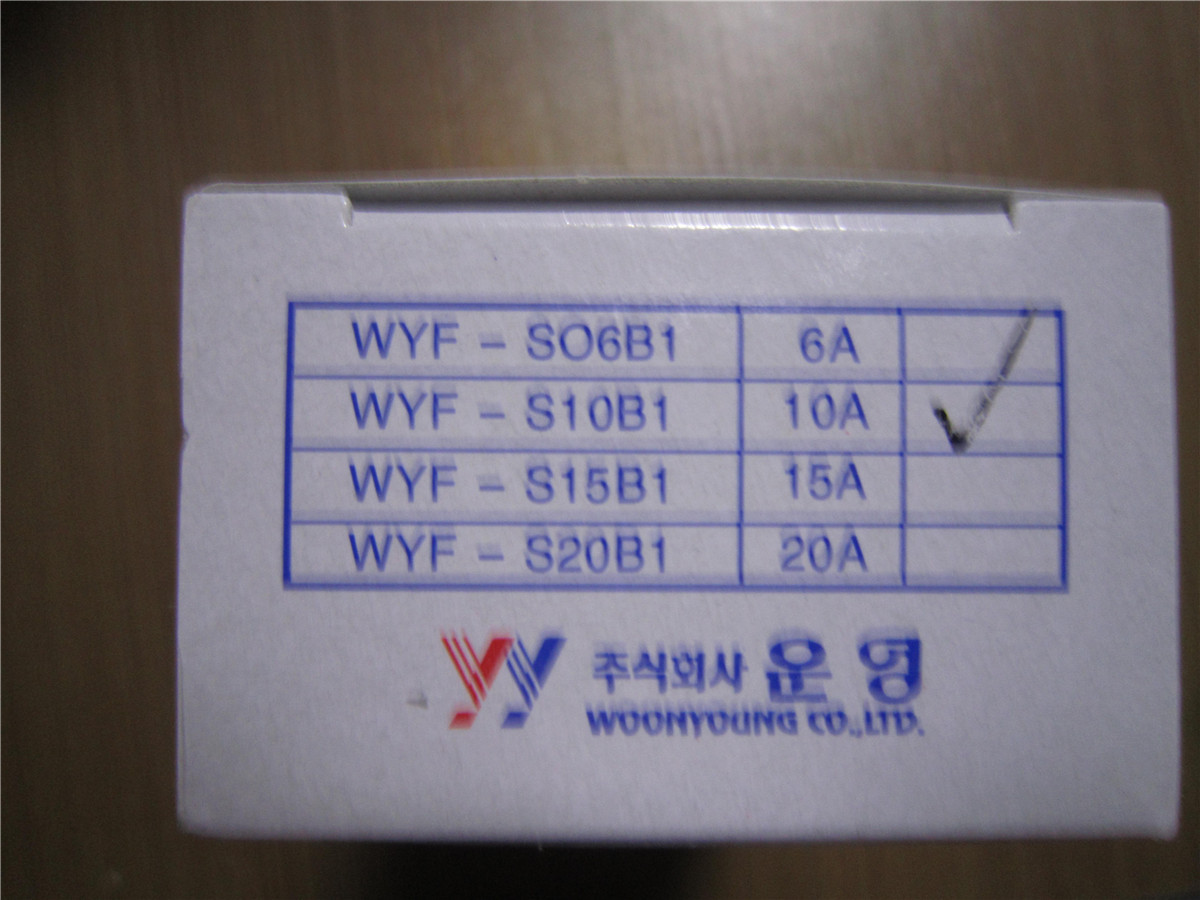 WYF - SO6B1 6A
WYF - S10B1 10A ✓
WYF - S15B1 15A
WYF - S20B1 20A
YY 주식회사 운영
WOONYOUNG CO.,LTD.